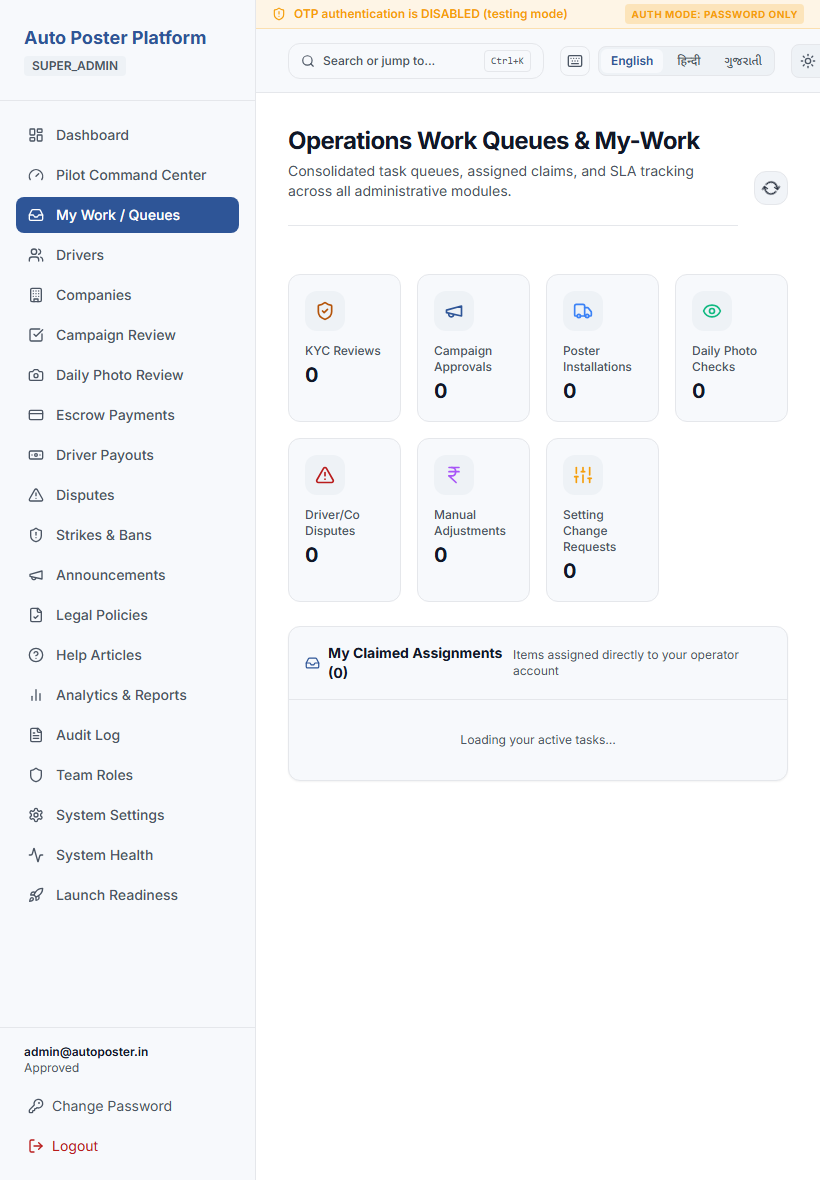 Auto Poster Platform
SUPER_ADMIN
Dashboard
Pilot Command Center
My Work / Queues
Drivers
Companies
Campaign Review
Daily Photo Review
Escrow Payments
Driver Payouts
Disputes
Strikes & Bans
Announcements
Legal Policies
Help Articles
Analytics & Reports
Audit Log
Team Roles
System Settings
System Health
Launch Readiness
admin@autoposter.in
Approved
Change Password
Logout
OTP authentication is DISABLED (testing mode)
AUTH MODE: PASSWORD ONLY
Search or jump to...
Ctrl+K
English
हिन्दी
ગુજરાતી
Operations Work Queues & My-Work
Consolidated task queues, assigned claims, and SLA tracking
across all administrative modules.
KYC Reviews
0
Campaign
Approvals
0
Poster
Installations
0
Daily Photo
Checks
0
Driver/Co
Disputes
0
Manual
Adjustments
0
Setting
Change
Requests
0
My Claimed Assignments
(0)
Items assigned directly to your operator
account
Loading your active tasks...